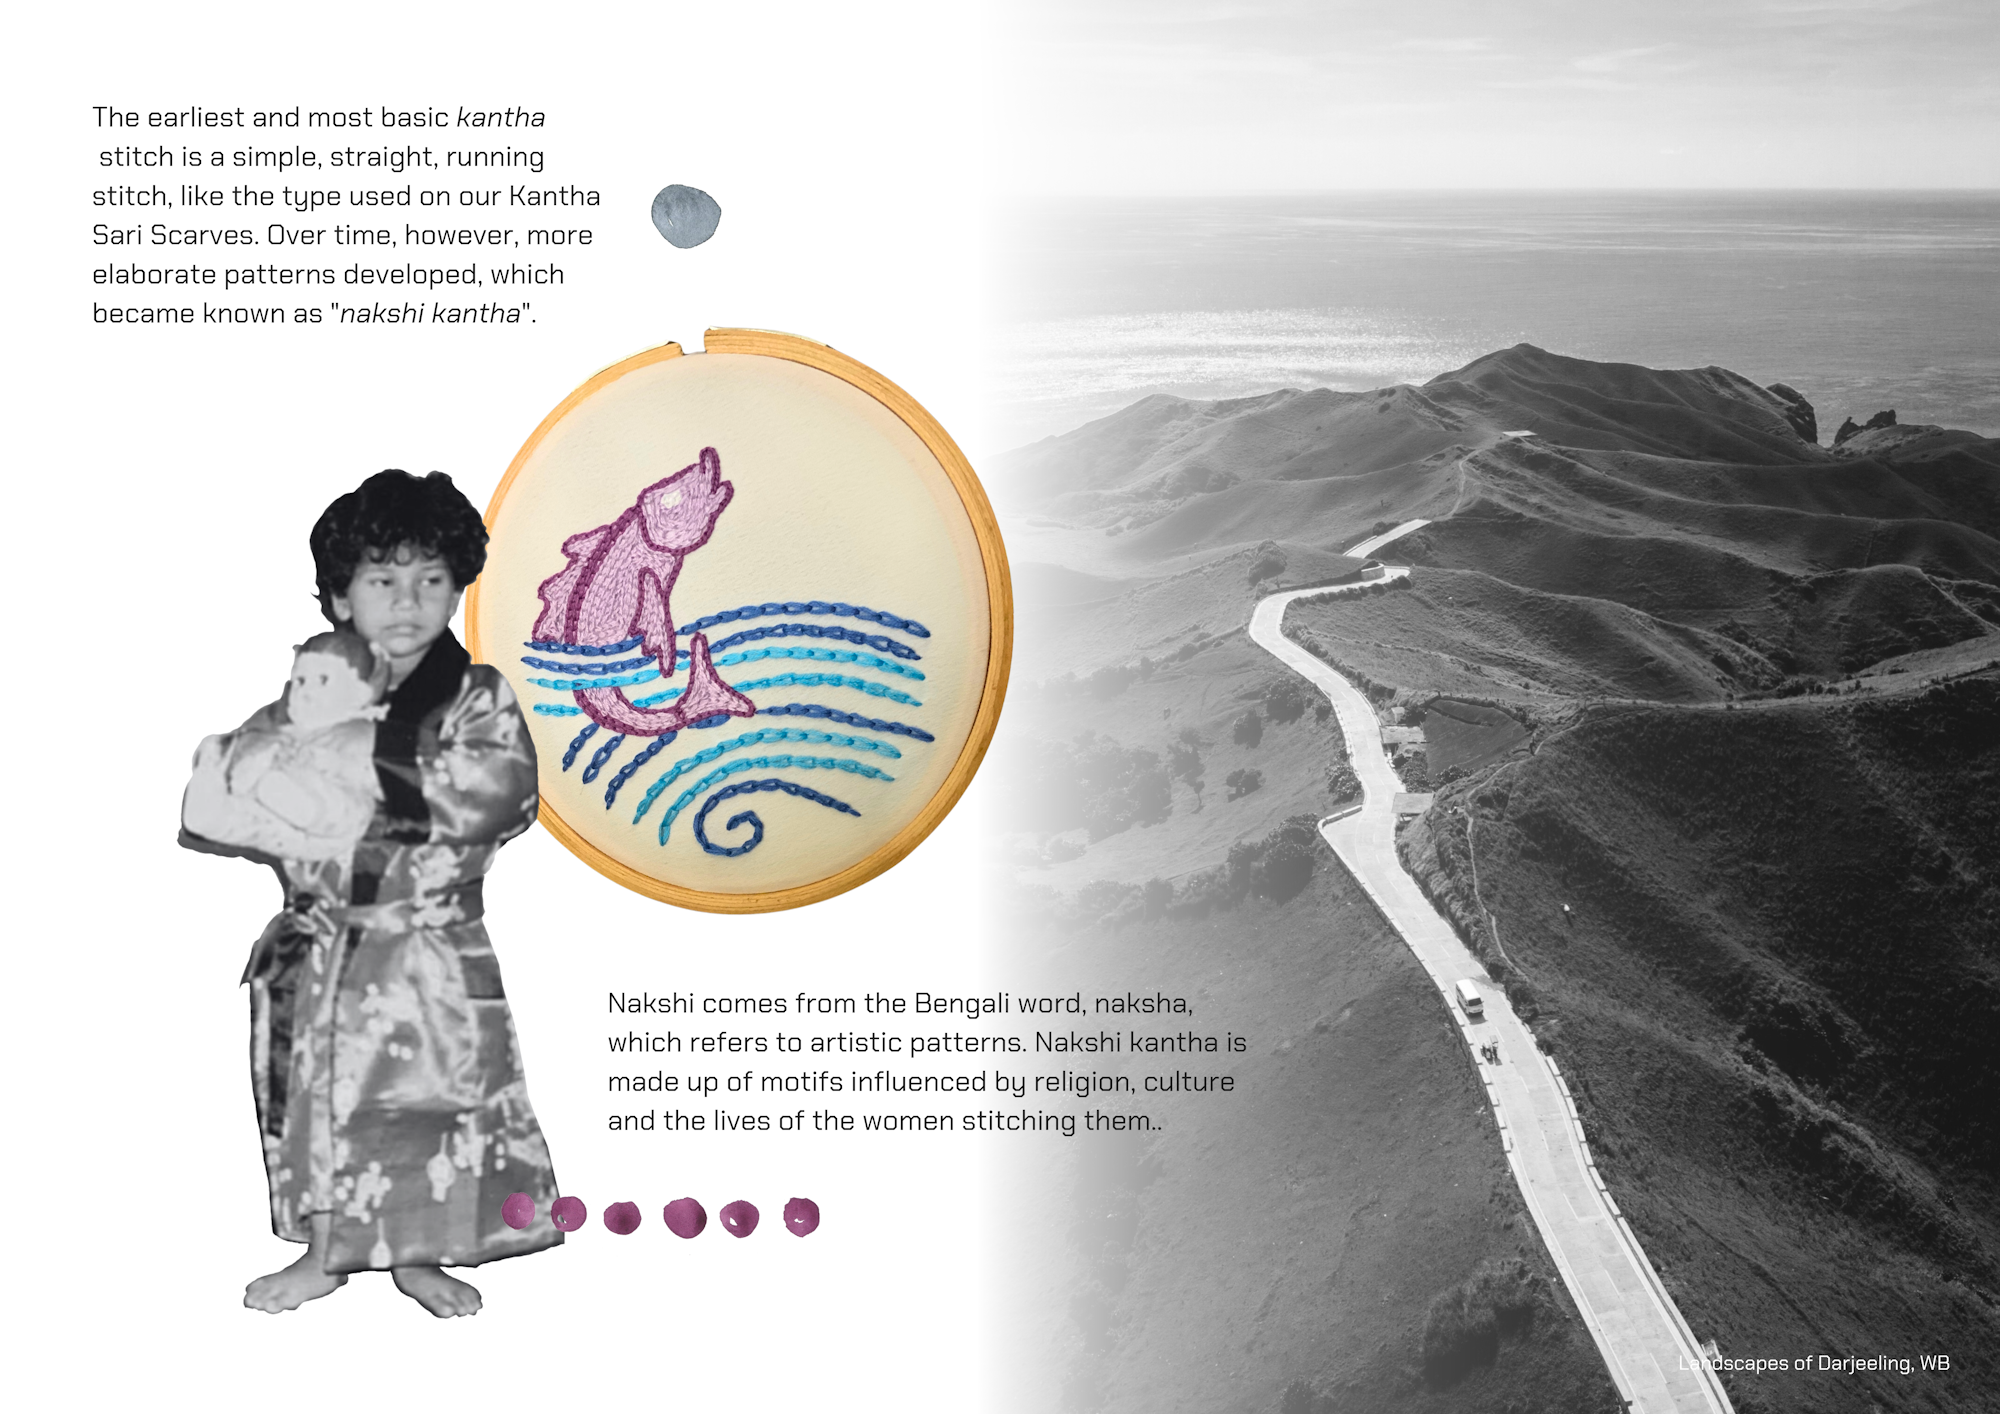 The earliest and most basic kantha
stitch is a simple, straight, running
stitch, like the type used on our Kantha
Sari Scarves. Over time, however, more
elaborate patterns developed, which
became known as "nakshi kantha".
Nakshi comes from the Bengali word, naksha,
which refers to artistic patterns. Nakshi kantha is
made up of motifs influenced by religion, culture
and the lives of the women stitching them..
Landscapes of Darjeeling, WB